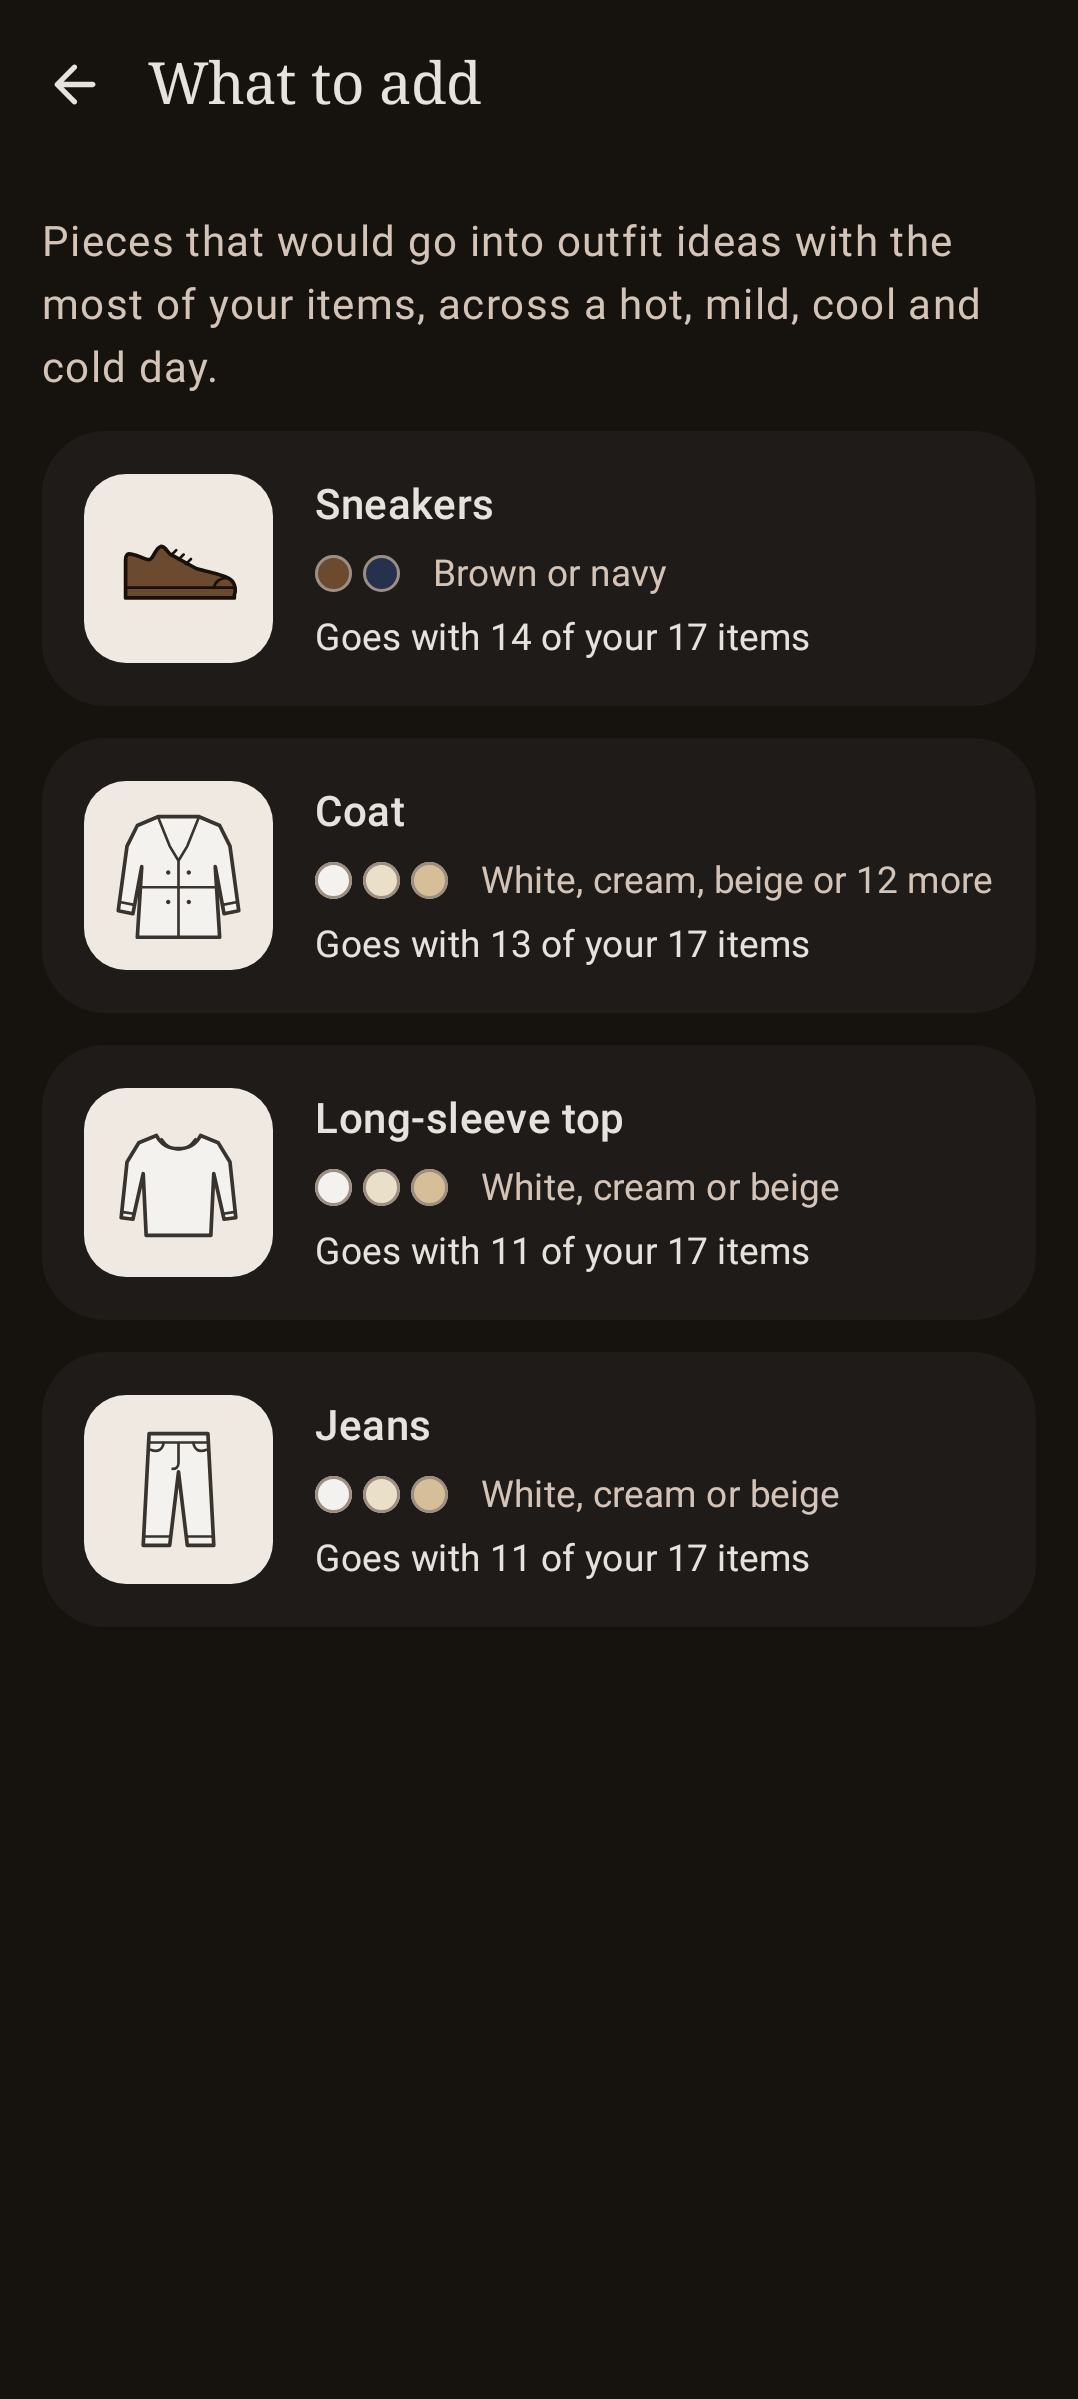 What to add
Pieces that would go into outfit ideas with the
most of your items, across a hot, mild, cool and
cold day.
Sneakers
Brown or navy
Goes with 14 of your 17 items
Coat
White, cream, beige or 12 more
Goes with 13 of your 17 items
Long-sleeve top
White, cream or beige
Goes with 11 of your 17 items
Jeans
White, cream or beige
Goes with 11 of your 17 items